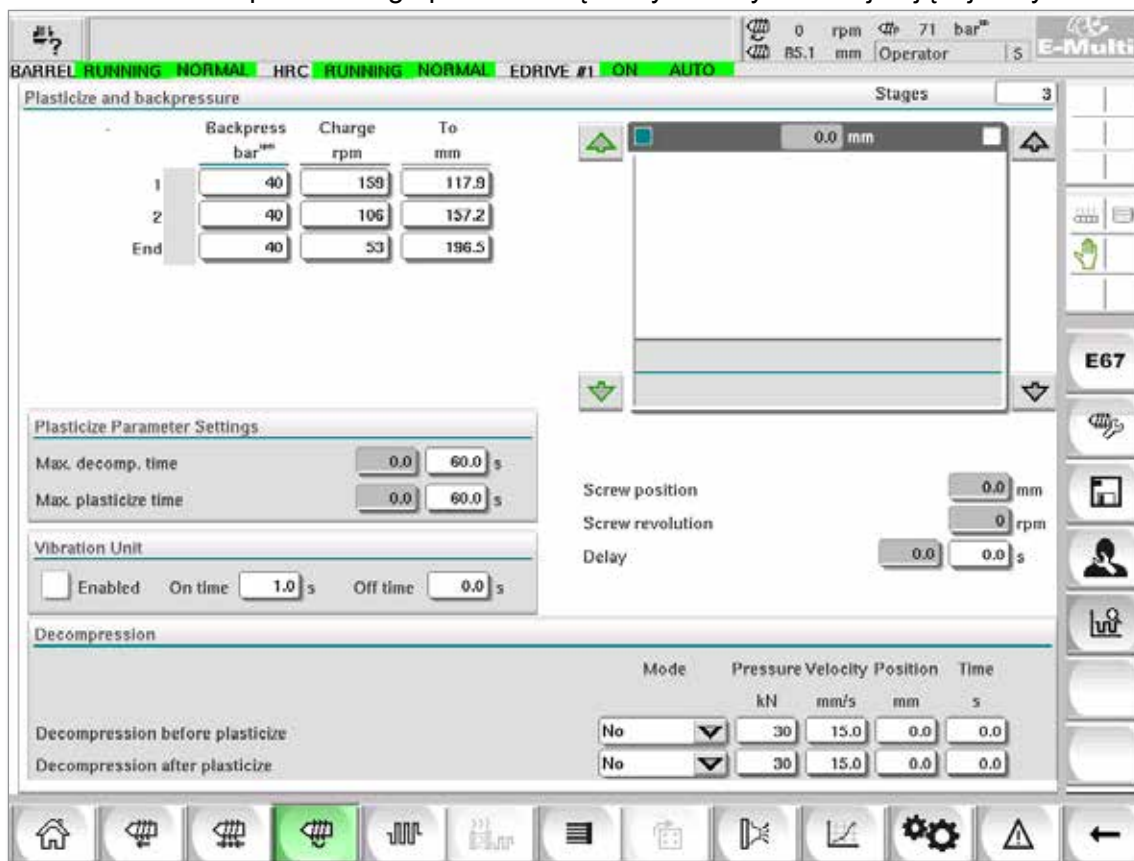 0 rpm 71 bar
85.1 mm Operator S E-Multi
BARREL RUNNING NORMAL HRC RUNNING NORMAL EDRIVE #1 ON AUTO
Plasticize and backpressure Stages 3
Backpress Charge To
bar rpm mm
0.0 mm
1 40 159 117.9
2 40 106 157.2
End 40 53 196.5
E67
Plasticize Parameter Settings
Max. decomp. time 0.0 60.0 s
Max. plasticize time 0.0 60.0 s
Screw position 0.0 mm
Screw revolution 0 rpm
Delay 0.0 0.0 s
Vibration Unit
Enabled On time 1.0 s Off time 0.0 s
Decompression
Mode Pressure Velocity Position Time
kN mm/s mm s
Decompression before plasticize No 30 15.0 0.0 0.0
Decompression after plasticize No 30 15.0 0.0 0.0